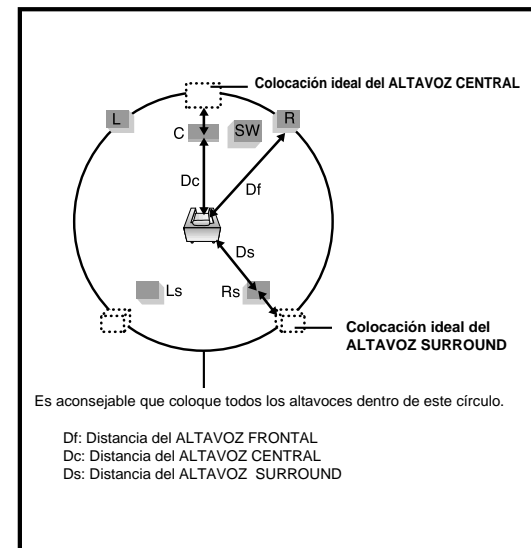 Colocación ideal del ALTAVOZ CENTRAL
L
R
C
SW
Dc
Df
Ds
Ls
Rs
Colocación ideal del
ALTAVOZ SURROUND
Es aconsejable que coloque todos los altavoces dentro de este círculo.
Df: Distancia del ALTAVOZ FRONTAL
Dc: Distancia del ALTAVOZ CENTRAL
Ds: Distancia del ALTAVOZ SURROUND